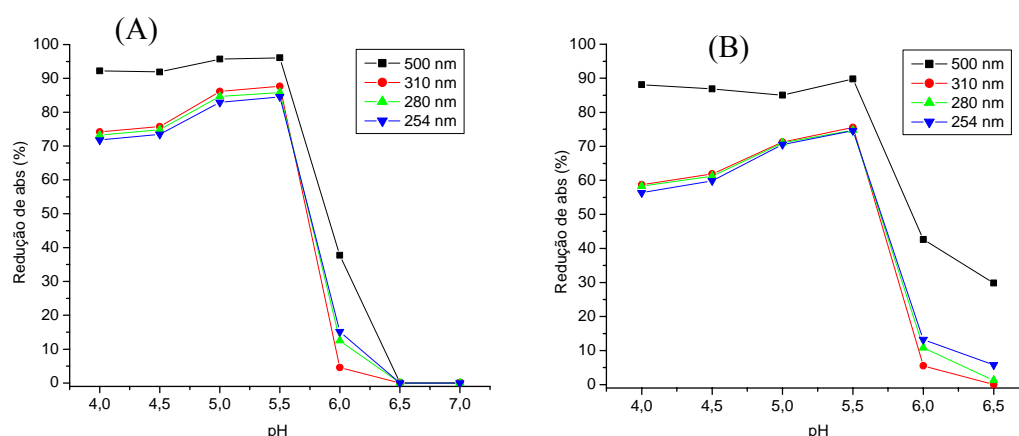 (A)
500 nm
310 nm
280 nm
254 nm
Redução de abs (%)
100
90
80
70
60
50
40
30
20
10
0
4,0 4,5 5,0 5,5 6,0 6,5 7,0
pH
(B)
500 nm
310 nm
280 nm
254 nm
Redução de abs (%)
100
90
80
70
60
50
40
30
20
10
0
4,0 4,5 5,0 5,5 6,0 6,5
pH